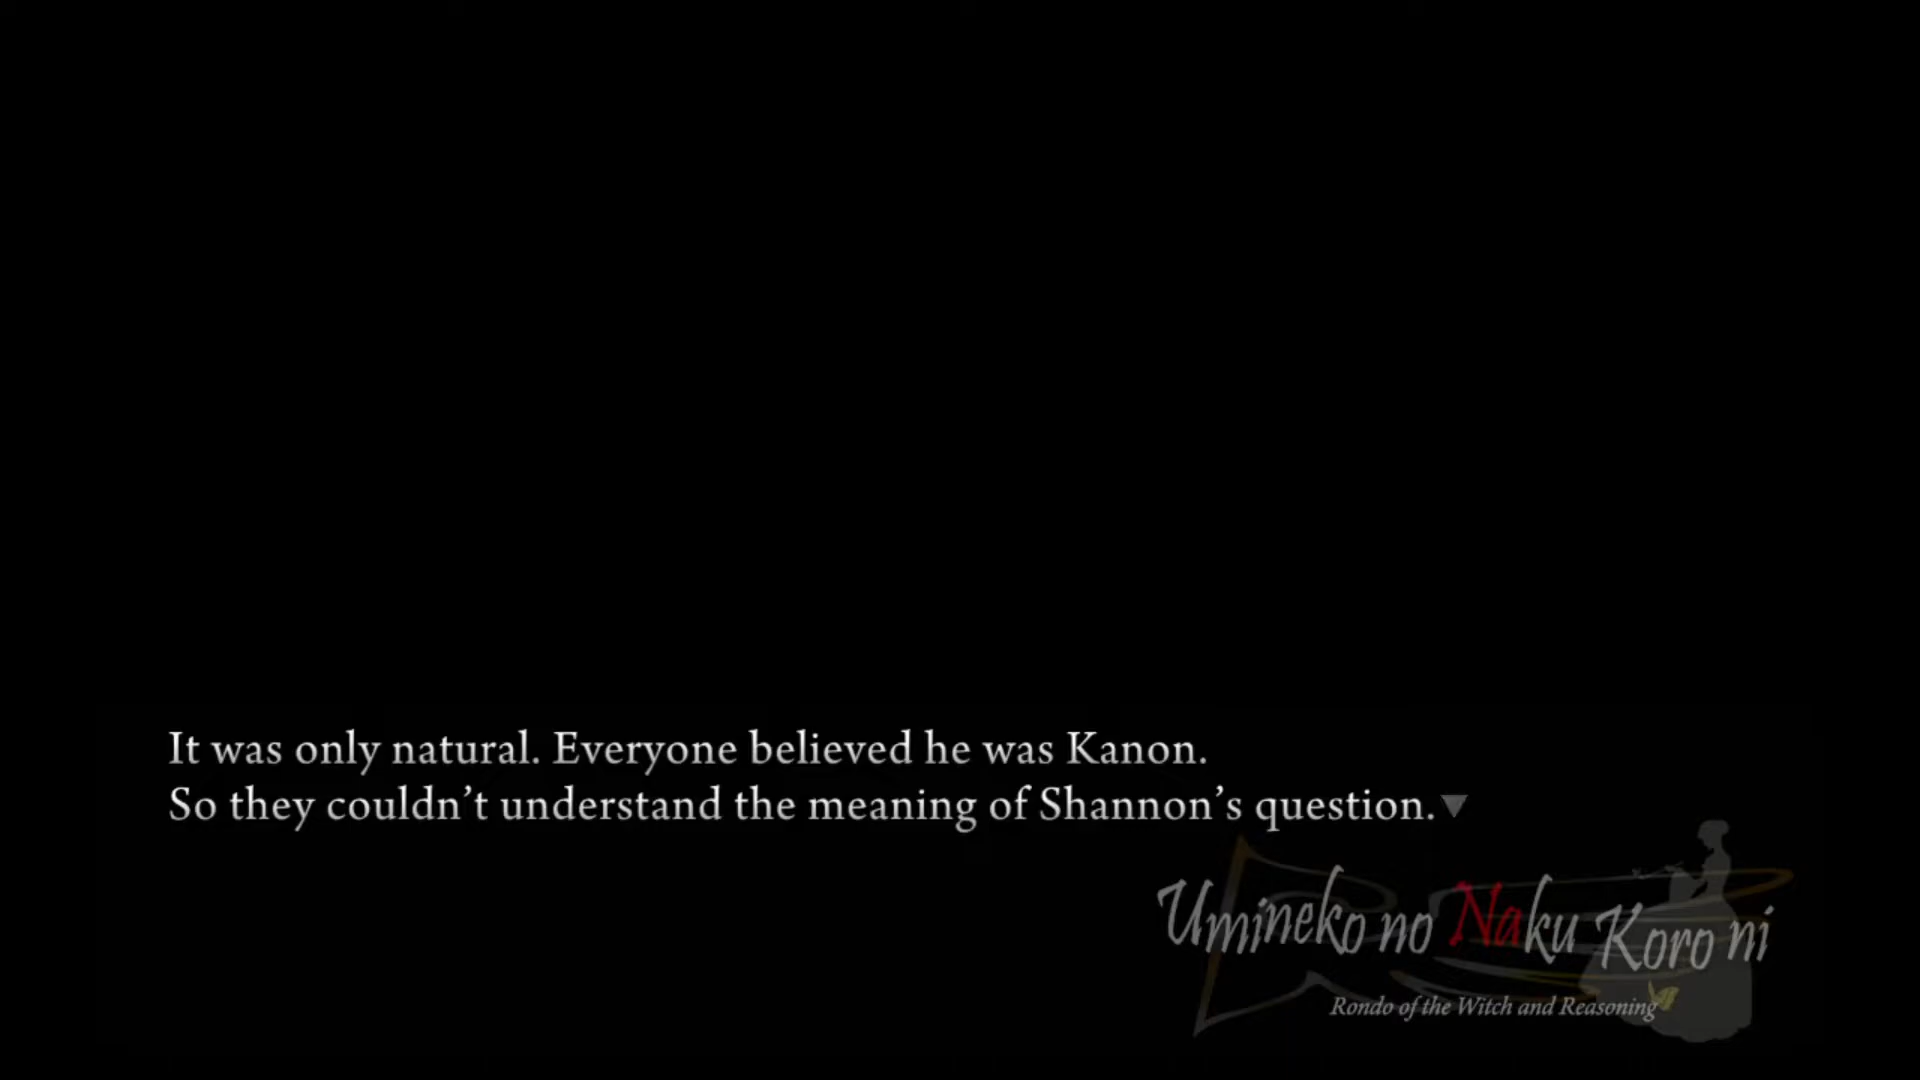 It was only natural. Everyone believed he was Kanon.
So they couldn’t understand the meaning of Shannon’s question.
Umineko no Naku Koro ni
Rondo of the Witch and Reasoning